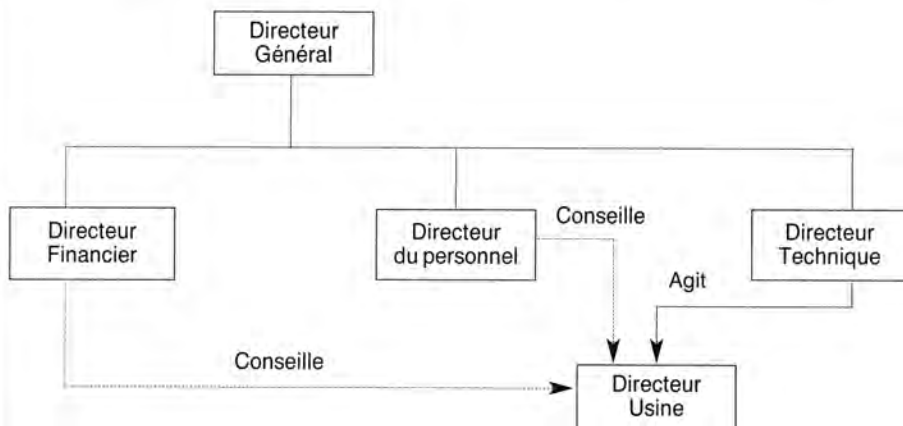 Directeur
Général
Directeur
Financier
Directeur
du personnel
Conseille
Directeur
Technique
Agit
Conseille
Directeur
Usine